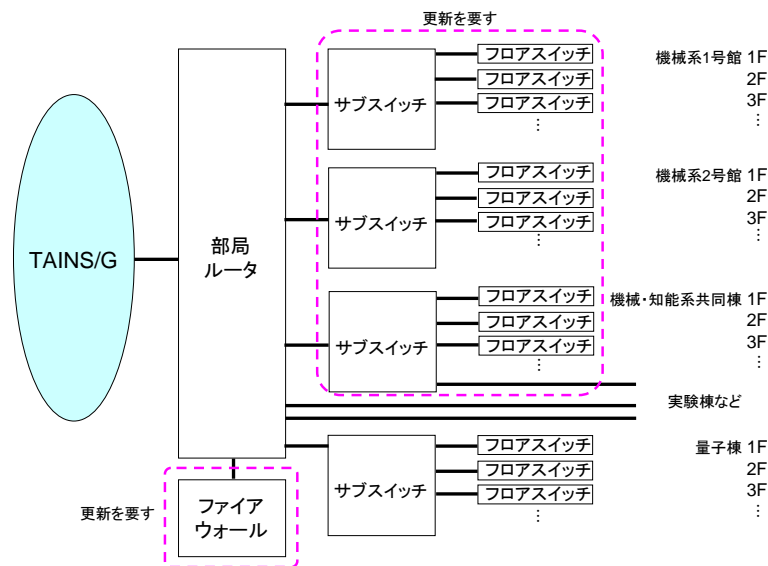 更新を要す
TAINS/G
部局
ルータ
サブスイッチ
フロアスイッチ
フロアスイッチ
フロアスイッチ
…
機械系1号館 1F
2F
3F
…
サブスイッチ
フロアスイッチ
フロアスイッチ
フロアスイッチ
…
機械系2号館 1F
2F
3F
…
サブスイッチ
フロアスイッチ
フロアスイッチ
フロアスイッチ
…
機械・知能系共同棟 1F
2F
3F
…
実験棟など
サブスイッチ
フロアスイッチ
フロアスイッチ
フロアスイッチ
…
量子棟 1F
2F
3F
…
更新を要す
ファイア
ウォール